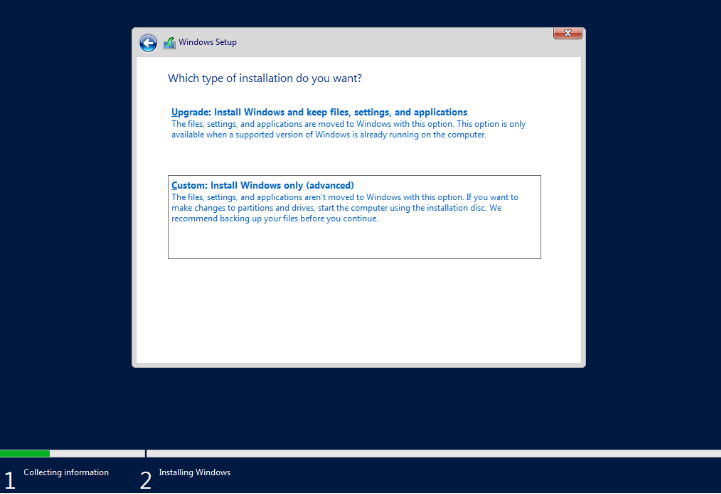 Windows Setup
Which type of installation do you want?
Upgrade: Install Windows and keep files, settings, and applications
The files, settings, and applications are moved to Windows with this option. This option is only
available when a supported version of Windows is already running on the computer.
Custom: Install Windows only (advanced)
The files, settings, and applications aren't moved to Windows with this option. If you want to
make changes to partitions and drives, start the computer using the installation disc. We
recommend backing up your files before you continue.
1 Collecting information
2 Installing Windows